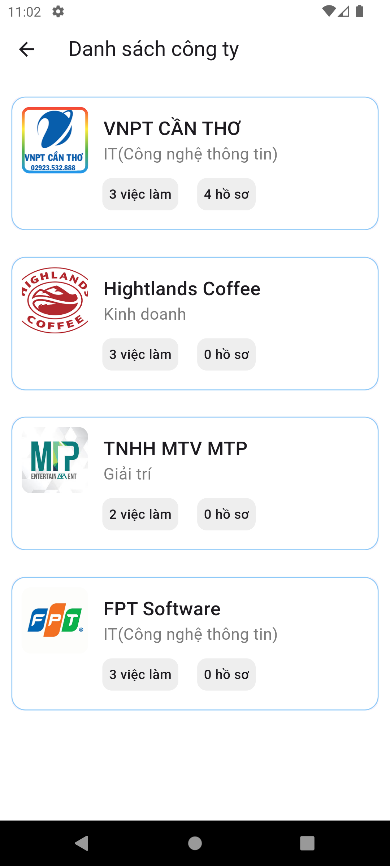 11:02
Danh sách công ty
VNPT CẦN THƠ
02923.532.888
VNPT CẦN THƠ
IT(Công nghệ thông tin)
3 việc làm
4 hồ sơ
HIGHLANDS
COFFEE
Hightlands Coffee
Kinh doanh
3 việc làm
0 hồ sơ
MTP
ENTERTAINMENT
TNHH MTV MTP
Giải trí
2 việc làm
0 hồ sơ
FPT
FPT Software
IT(Công nghệ thông tin)
3 việc làm
0 hồ sơ